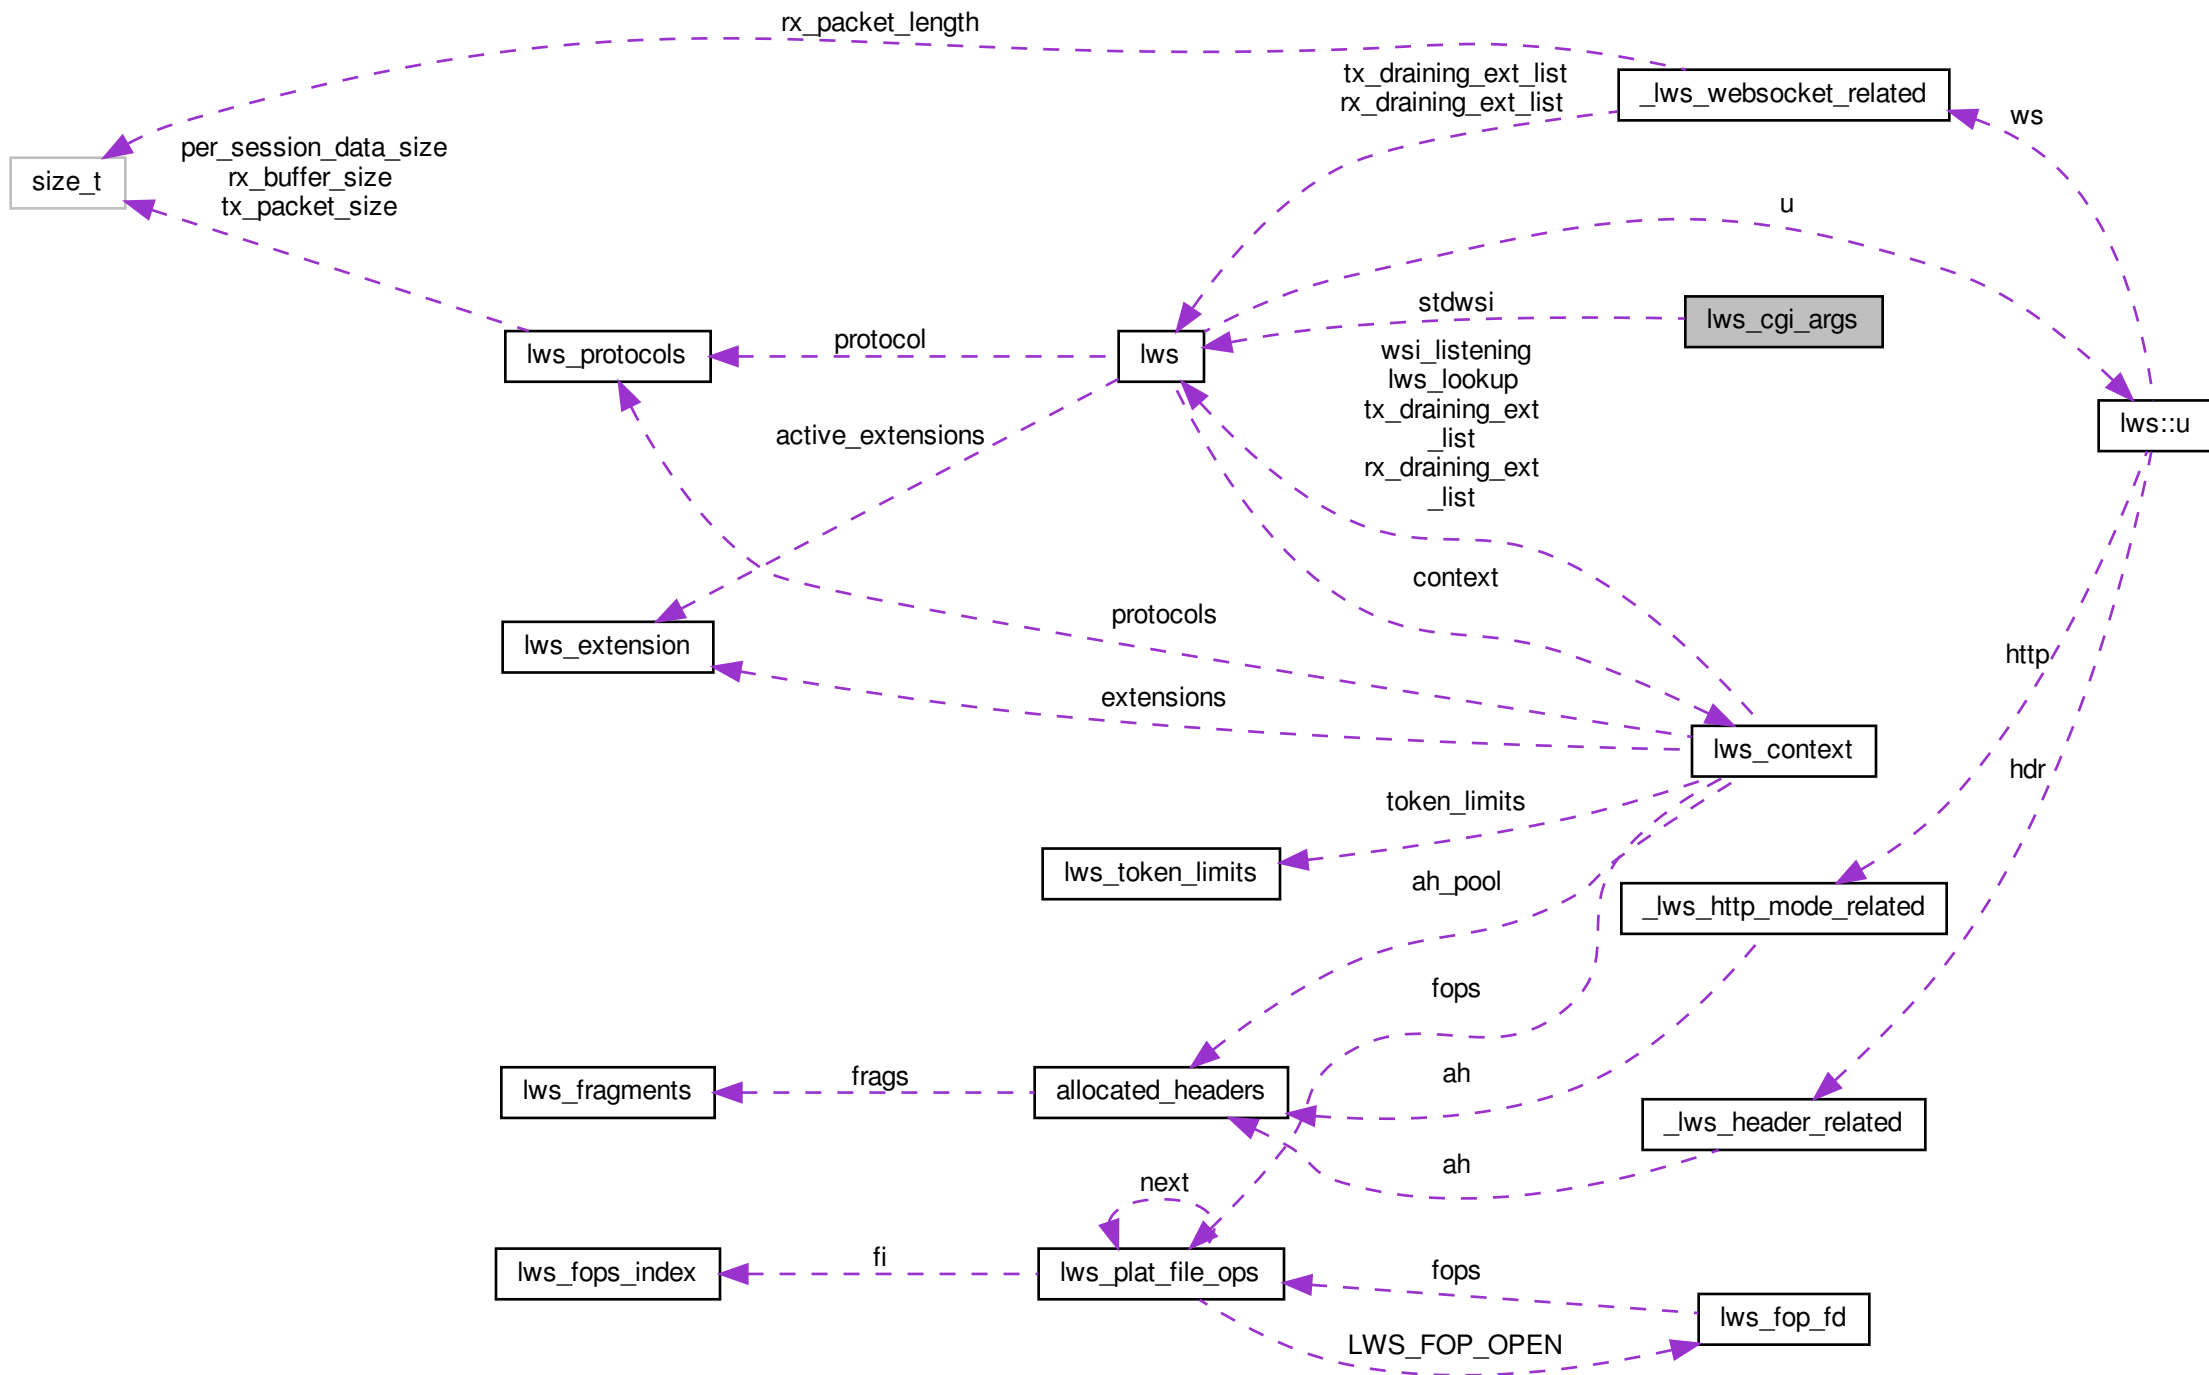 rx_packet_length
tx_draining_ext_list
rx_draining_ext_list
_lws_websocket_related
ws
per_session_data_size
rx_buffer_size
tx_packet_size
size_t
u
stdwsi
lws_cgi_args
lws_protocols
protocol
lws
wsi_listening
lws_lookup
tx_draining_ext
_list
rx_draining_ext
_list
lws::u
active_extensions
context
protocols
lws_extension
http
extensions
lws_context
hdr
token_limits
lws_token_limits
ah_pool
_lws_http_mode_related
fops
lws_fragments
frags
allocated_headers
ah
_lws_header_related
ah
next
lws_fops_index
fi
lws_plat_file_ops
fops
lws_fop_fd
LWS_FOP_OPEN